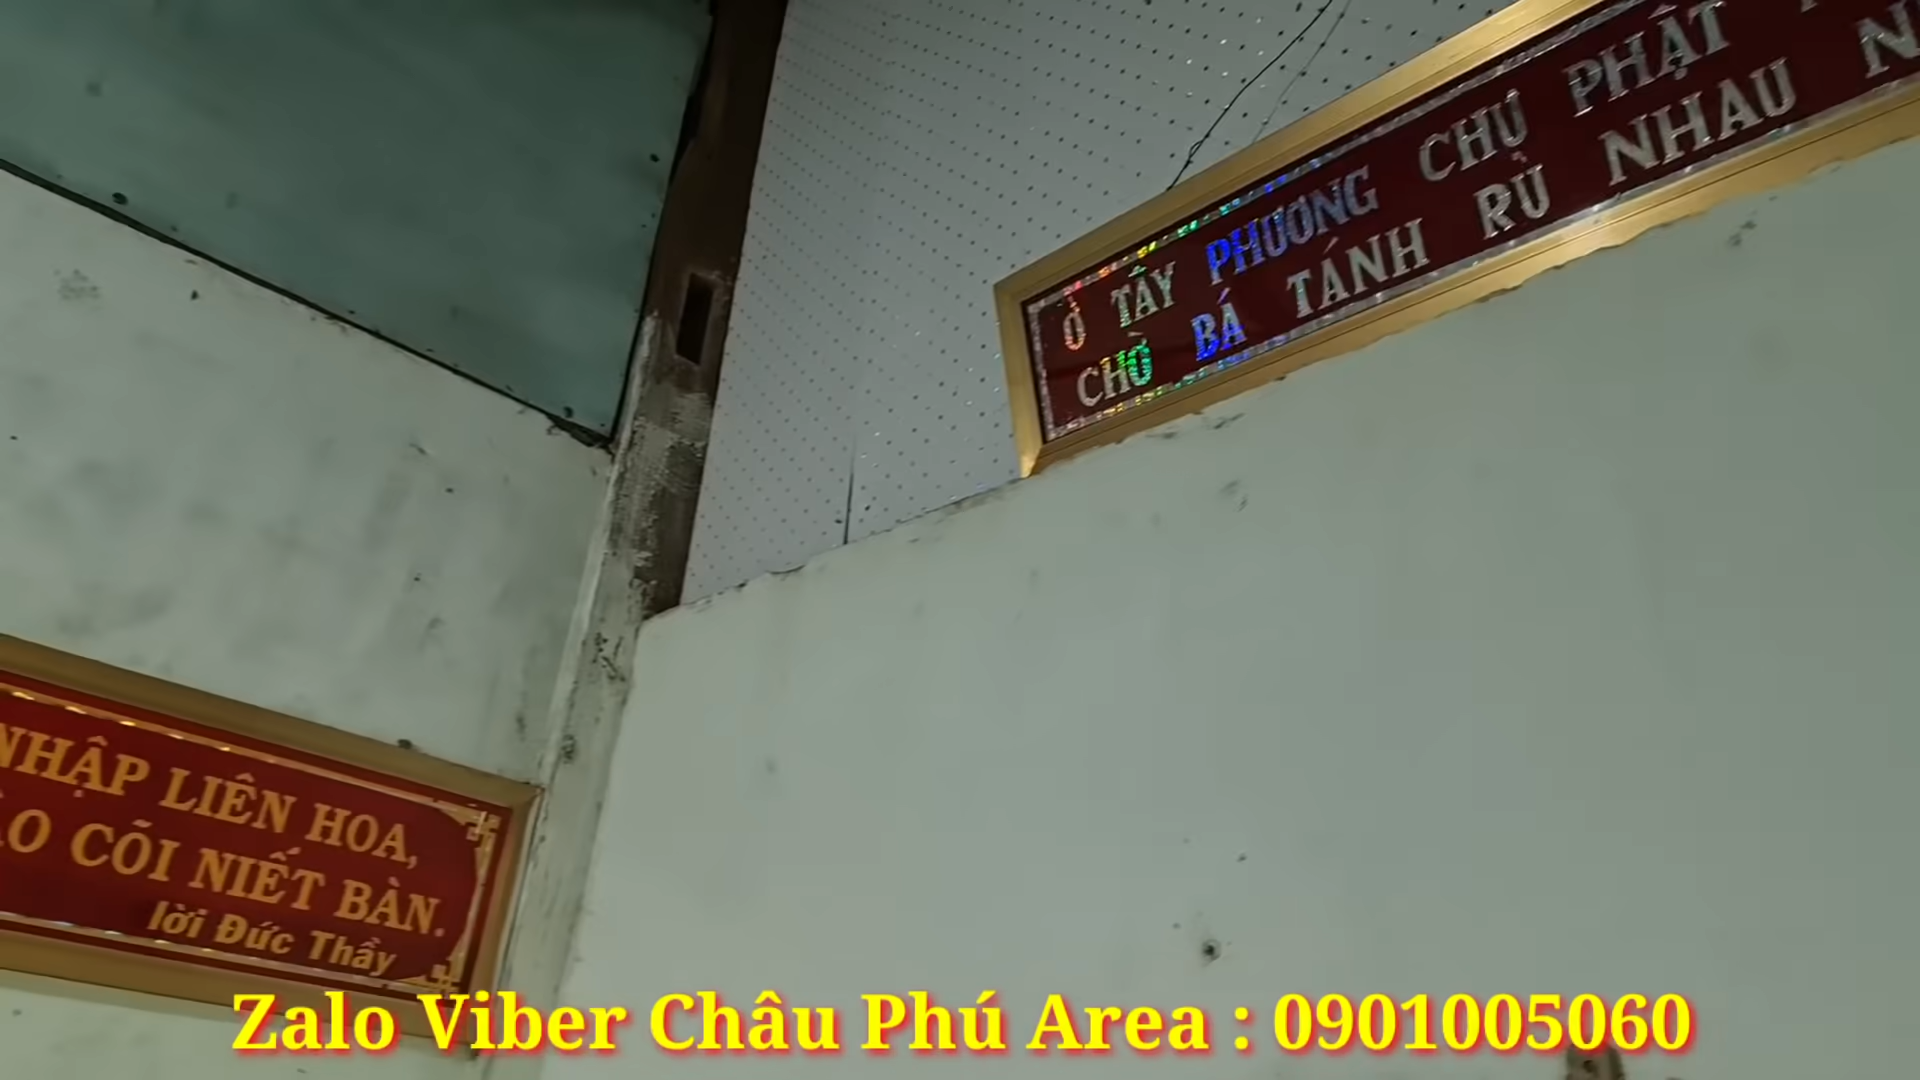 Ở TÂY PHƯƠNG CHƯ PHẬT
CHỜ BÁ TÁNH RỦ NHAU
NHẬP LIÊN HOA,
CÕI NIẾT BÀN.
lời Đức Thầy
Zalo Viber Châu Phú Area : 0901005060